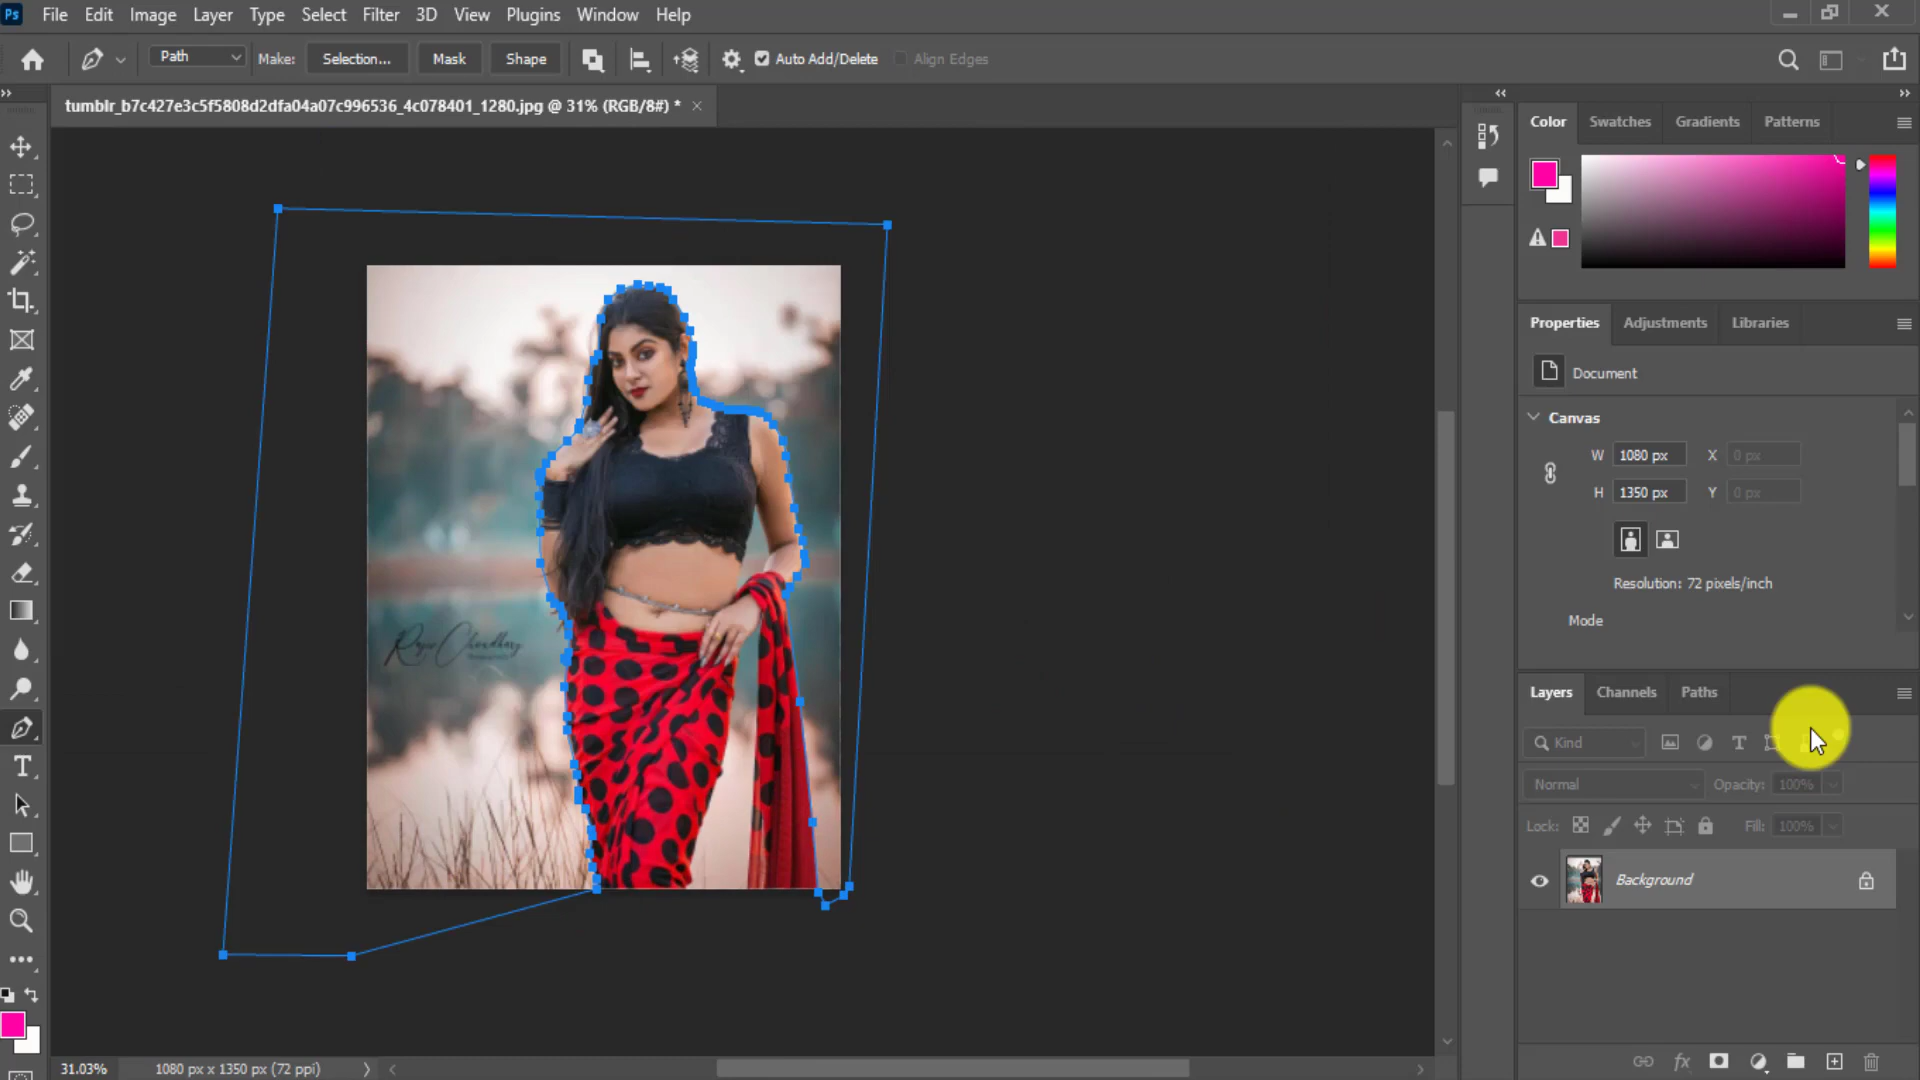 Ps File Edit Image Layer Select Type Filter 3D View Plugins Window Help
Path Make: Selection... Mask Shape Auto Add/Delete Align Edges
tumblr_b7c427e3c5f5808d2dfa04a07c996536_4c078401_1280.jpg @ 31% (RGB/8#) *
Color Swatches Gradients Patterns
Properties Adjustments Libraries
Document
Canvas
W 1080 px X 0 px
H 1350 px Y 0 px
Resolution: 72 pixels/inch
Mode
Layers Channels Paths
Kind
Normal Opacity: 100%
Lock: Fill: 100%
Background
fx
31.03% 1080 px x 1350 px (72 ppi)